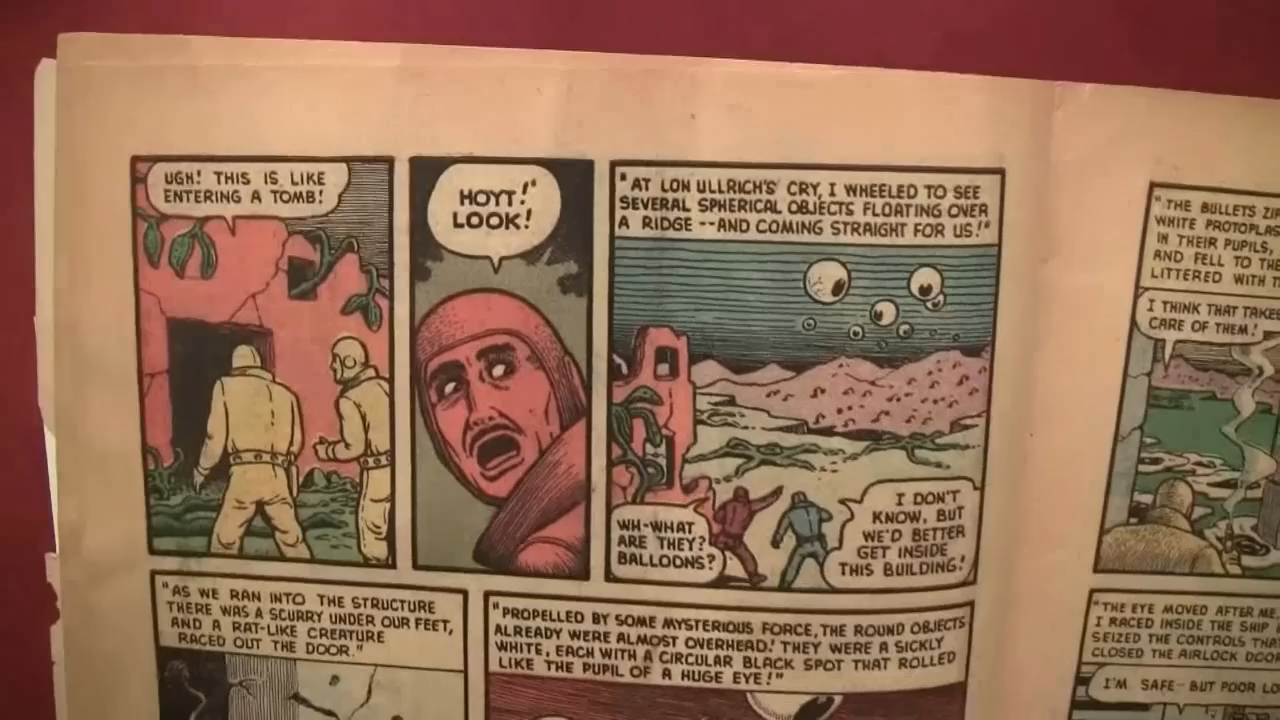 UGH! THIS IS LIKE
ENTERING A TOMB!
HOYT!
LOOK!
"AT LON ULLRICH'S CRY, I WHEELED TO SEE
SEVERAL SPHERICAL OBJECTS FLOATING OVER
A RIDGE--AND COMING STRAIGHT FOR US!"
WH-WHAT
ARE THEY?
BALLOONS?
I DON'T
KNOW, BUT
WE'D BETTER
GET INSIDE
THIS BUILDING!
"AS WE RAN INTO THE STRUCTURE
THERE WAS A SCURRY UNDER OUR FEET,
AND A RAT-LIKE CREATURE
RACED OUT THE DOOR."
"PROPELLED BY SOME MYSTERIOUS FORCE, THE ROUND OBJECTS
ALREADY WERE ALMOST OVERHEAD! THEY WERE A SICKLY
WHITE, EACH WITH A CIRCULAR BLACK SPOT THAT ROLLED
LIKE THE PUPIL OF A HUGE EYE!"
"THE BULLETS
WHITE
IN THEIR PUPILS,
AND FELL TO THE
LITTERED WITH
I THINK THAT TAKES
CARE OF THEM!
"THE EYE MOVED AFTER ME
I RACED INSIDE THE SHIP
SEIZED THE CONTROLS
CLOSED THE AIRLOCK DOOR
I'M SAFE--BUT POOR